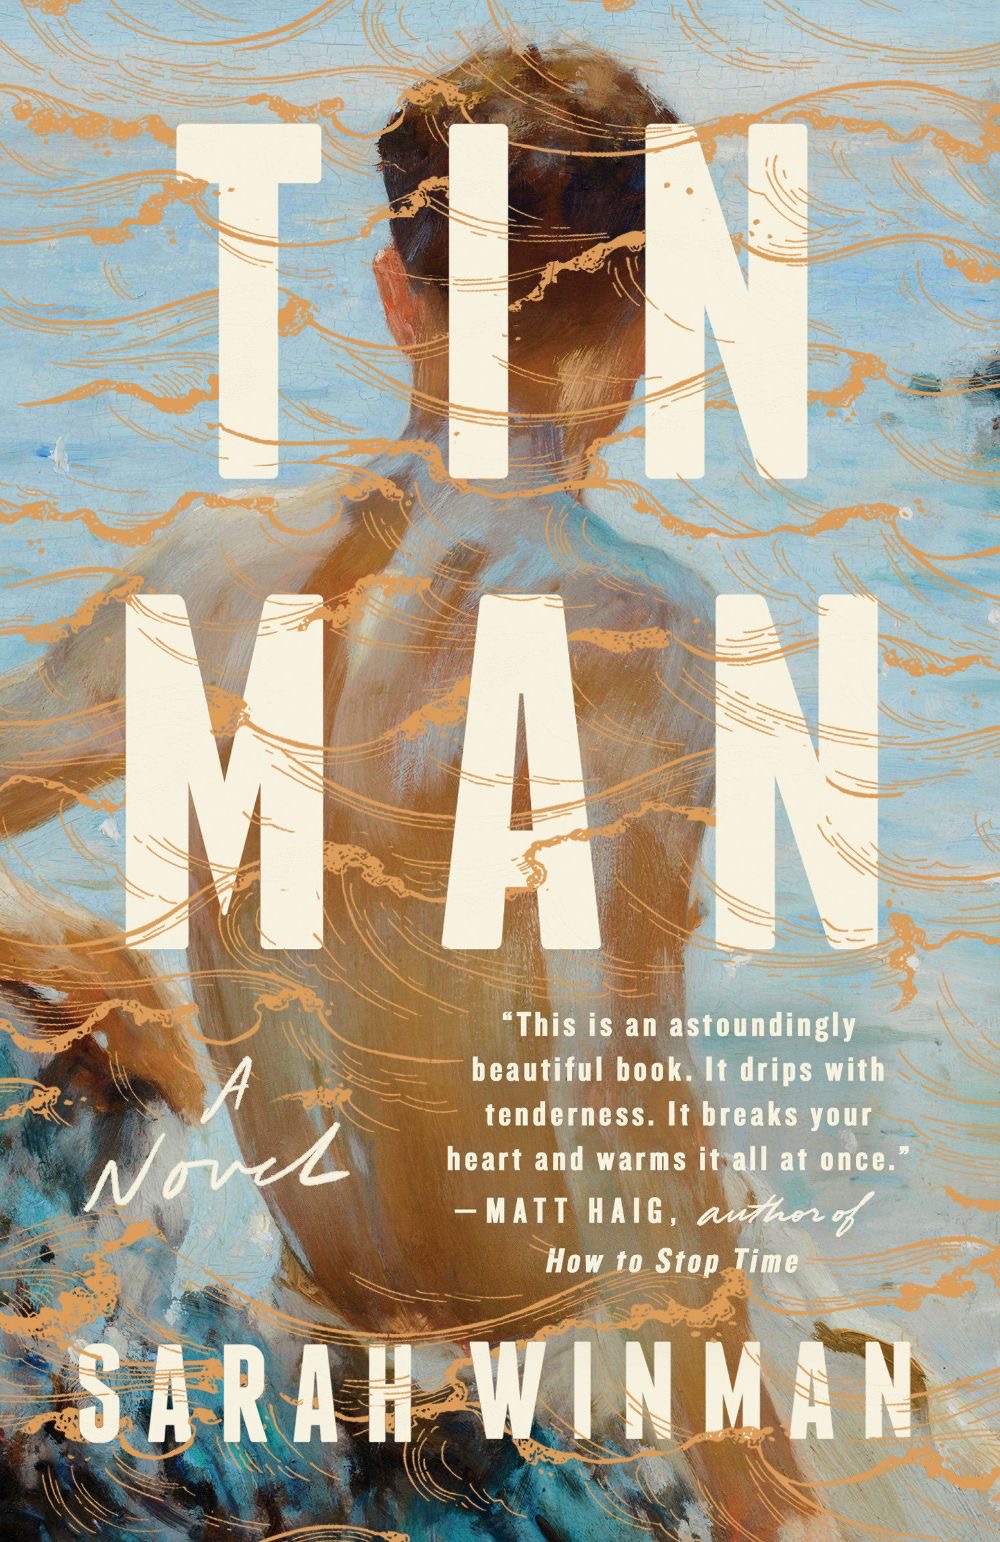 TIN
MAN
A
Novel
“This is an astoundingly
beautiful book. It drips with
tenderness. It breaks your
heart and warms it all at once.”
—MATT HAIG, author of
How to Stop Time
SARAH WINMAN